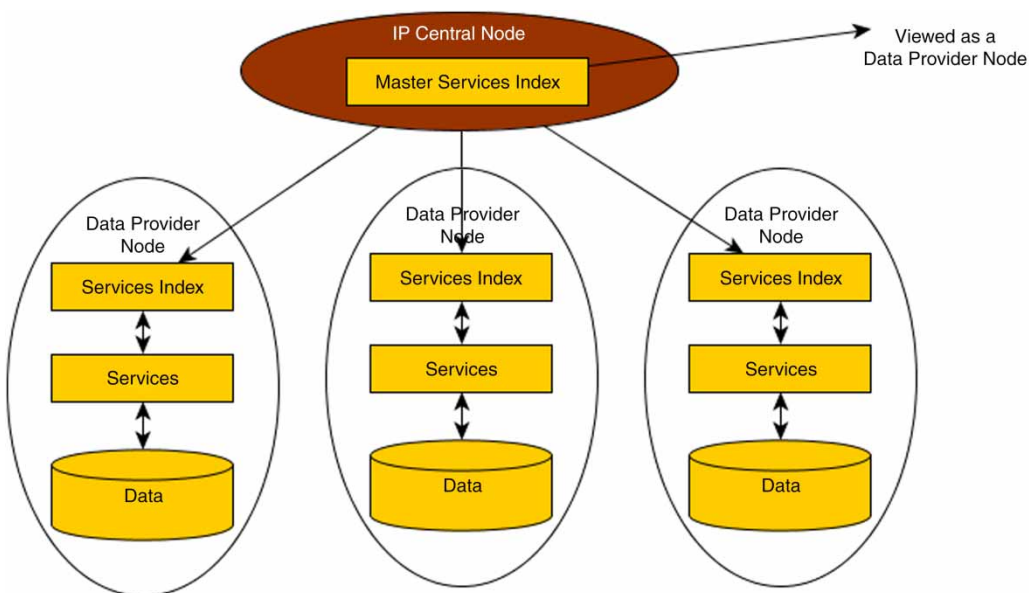 IP Central Node
Master Services Index
Viewed as a
Data Provider Node
Data Provider
Node
Services Index
Services
Data
Data Provider
Node
Services Index
Services
Data
Data Provider
Node
Services Index
Services
Data